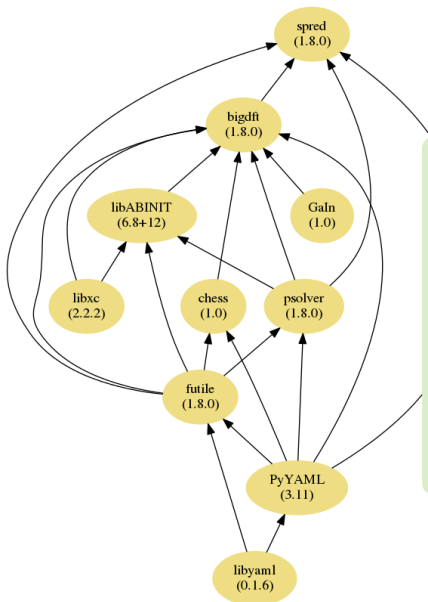 spred
(1.8.0)
bigdft
(1.8.0)
libABINIT
(6.8+12)
GaIn
(1.0)
libxc
(2.2.2)
chess
(1.0)
psolver
(1.8.0)
futile
(1.8.0)
PyYAML
(3.11)
libyaml
(0.1.6)